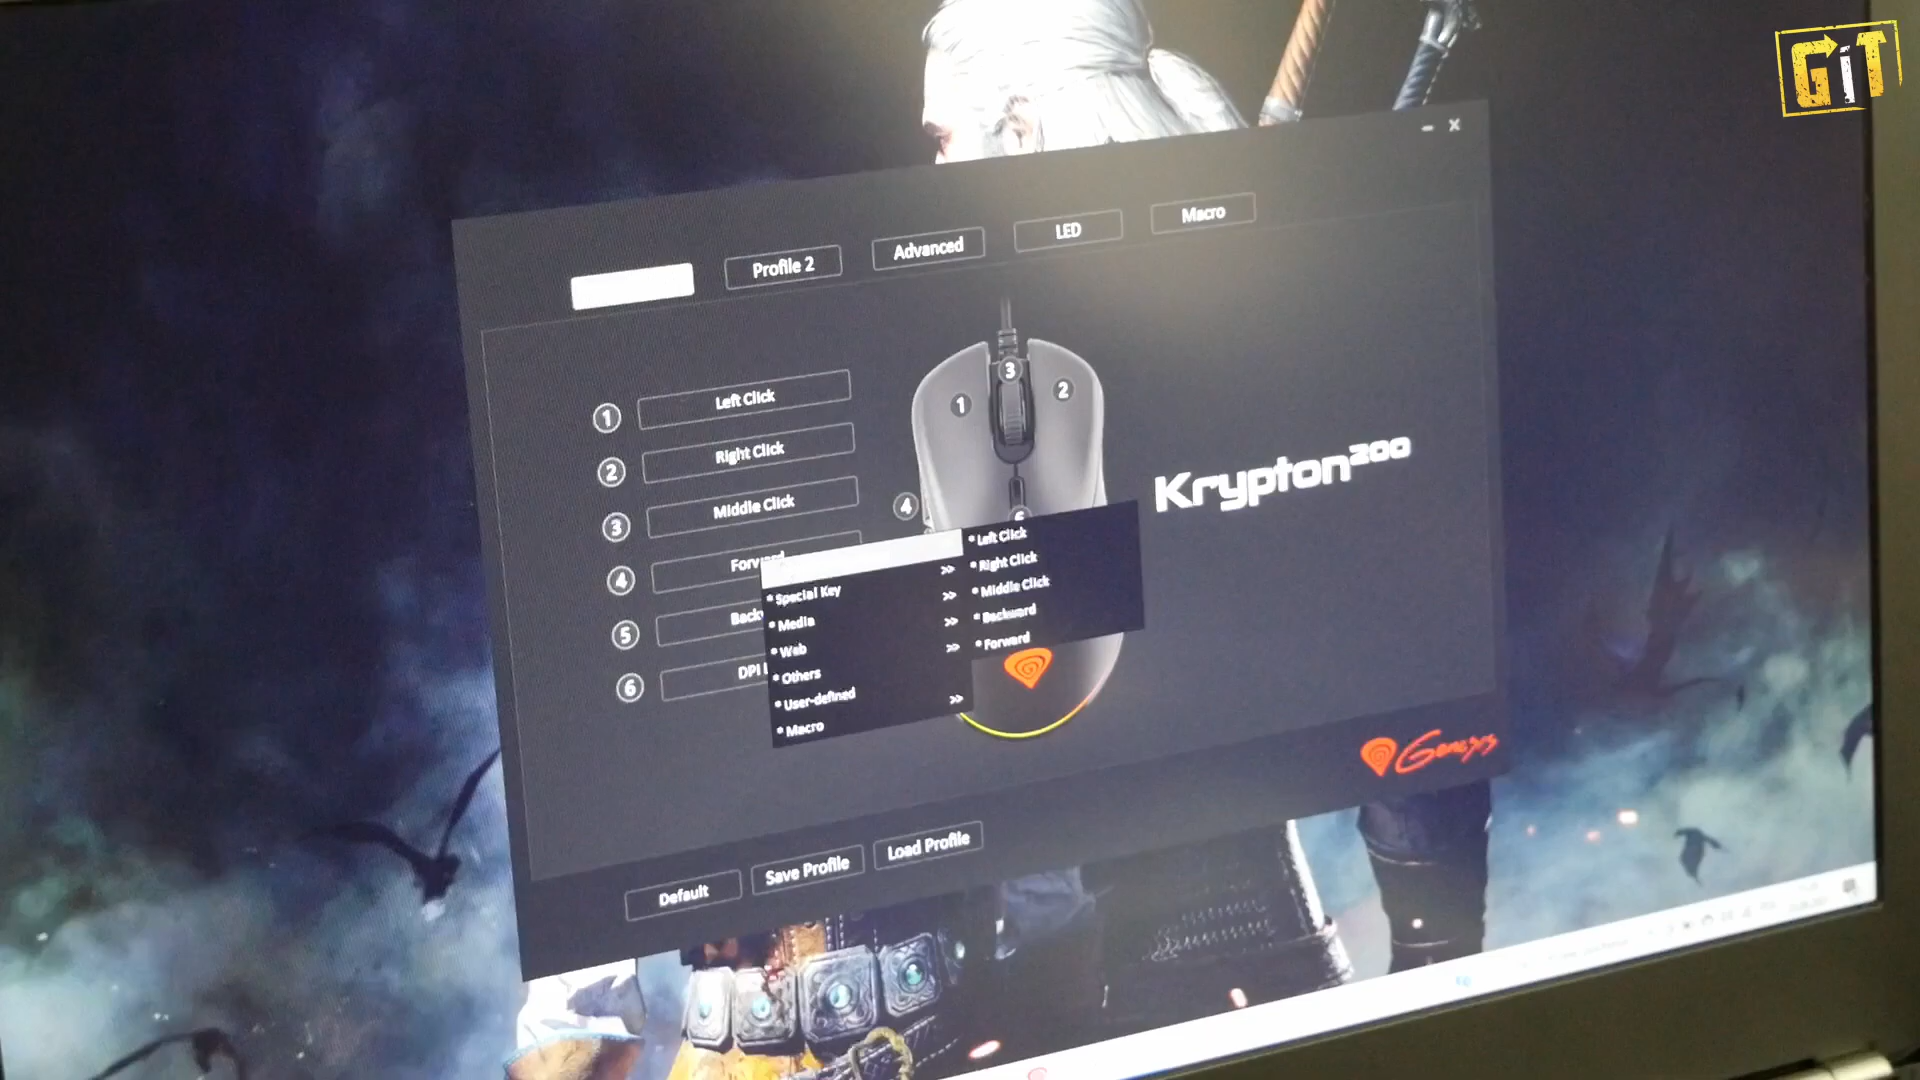 GiT
Macro
LED
Advanced
Profile 2
3
1
2
1 Left Click
2 Right Click
3 Middle Click
4
4
5
6
DPI
Krypton200
* Left Click
* Right Click
* Middle Click
* Backward
* Forward
>>
* Special Key >>
* Media >>
* Web >>
* Others
* User-defined >>
* Macro
Genesis
Default
Save Profile
Load Profile